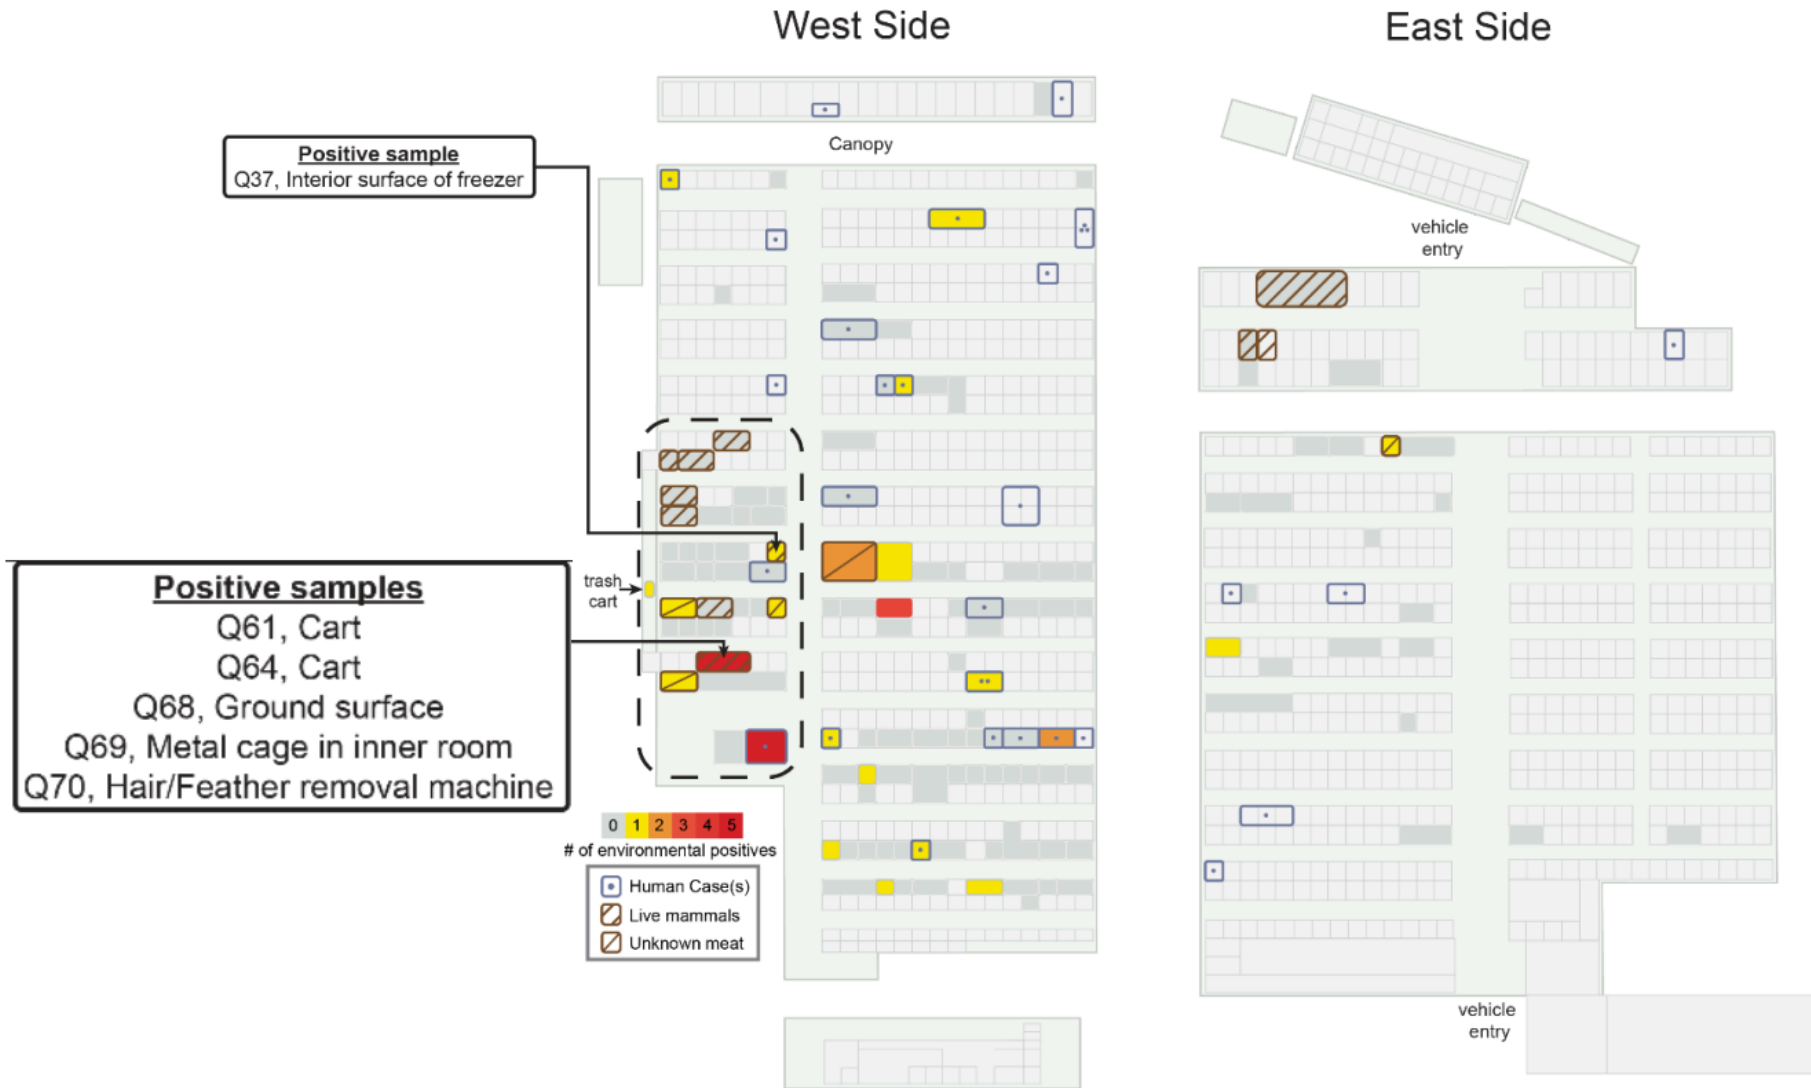 West Side
East Side
Canopy
Positive sample
Q37, Interior surface of freezer
vehicle
entry
trash
cart
Positive samples
Q61, Cart
Q64, Cart
Q68, Ground surface
Q69, Metal cage in inner room
Q70, Hair/Feather removal machine
0 1 2 3 4 5
# of environmental positives
Human Case(s)
Live mammals
Unknown meat
vehicle
entry